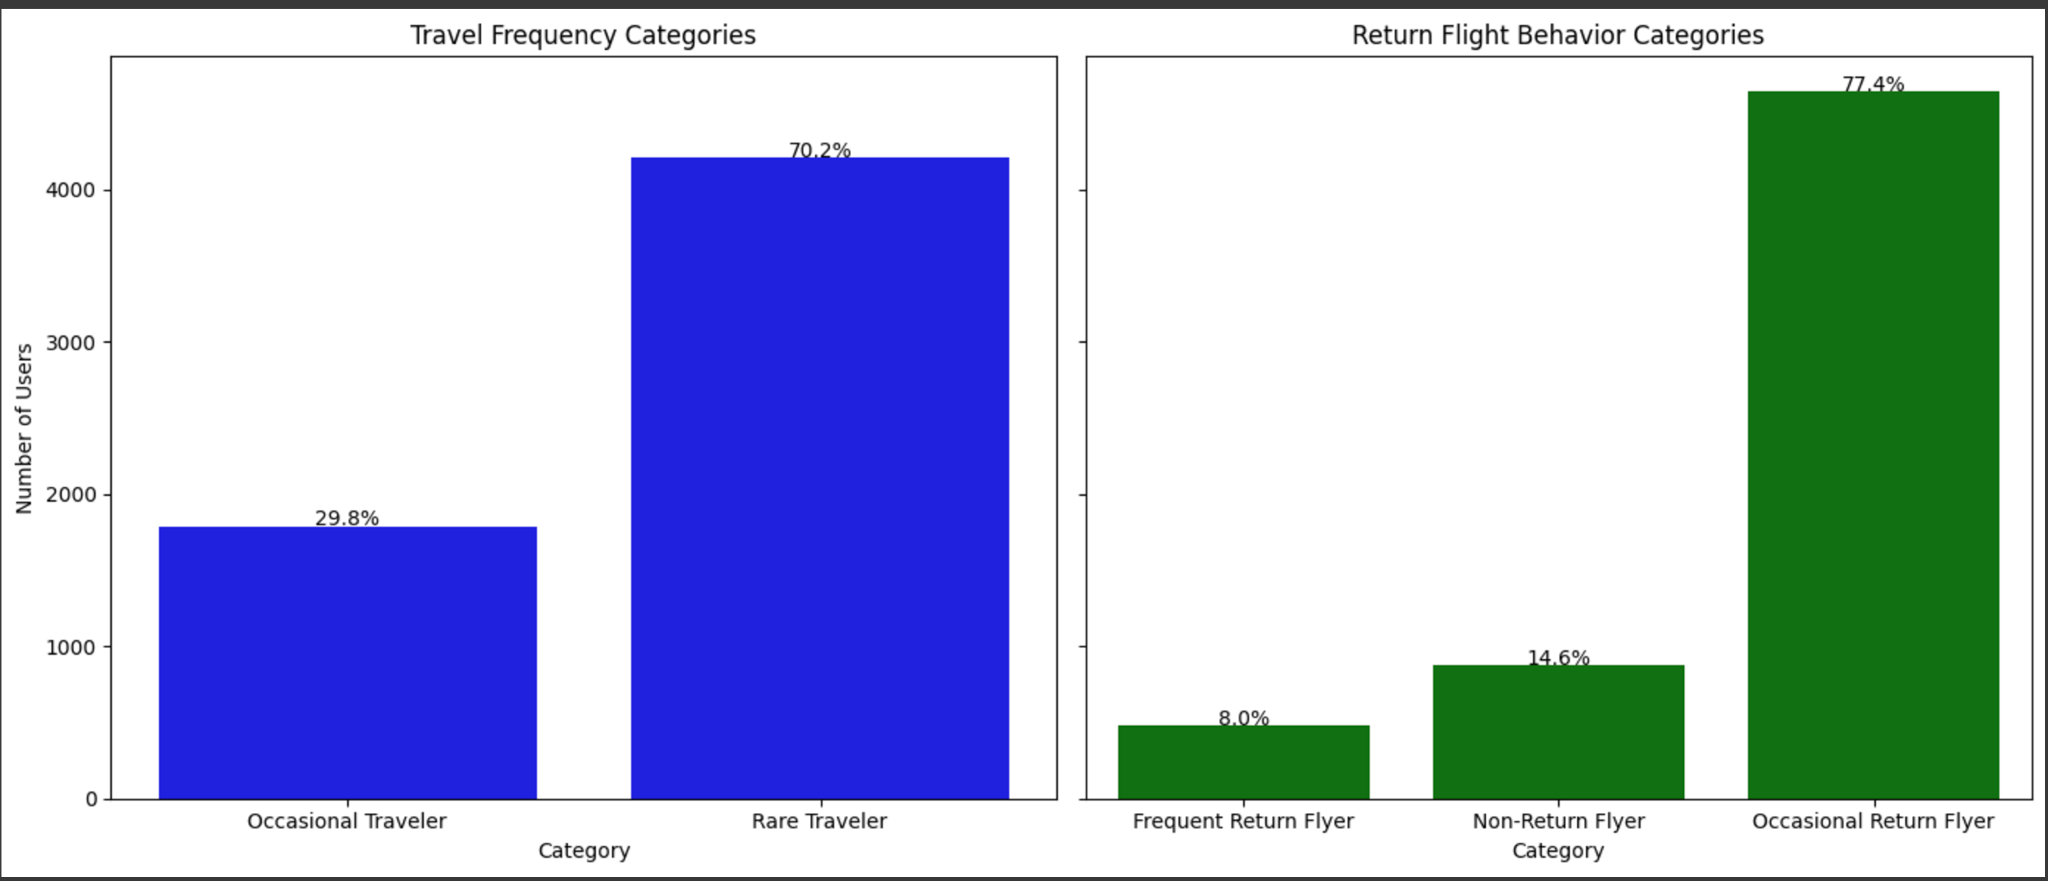 Travel Frequency Categories
Number of Users
4000
3000
2000
1000
0
29.8%
70.2%
Occasional Traveler
Rare Traveler
Category
Return Flight Behavior Categories
8.0%
14.6%
77.4%
Frequent Return Flyer
Non-Return Flyer
Occasional Return Flyer
Category